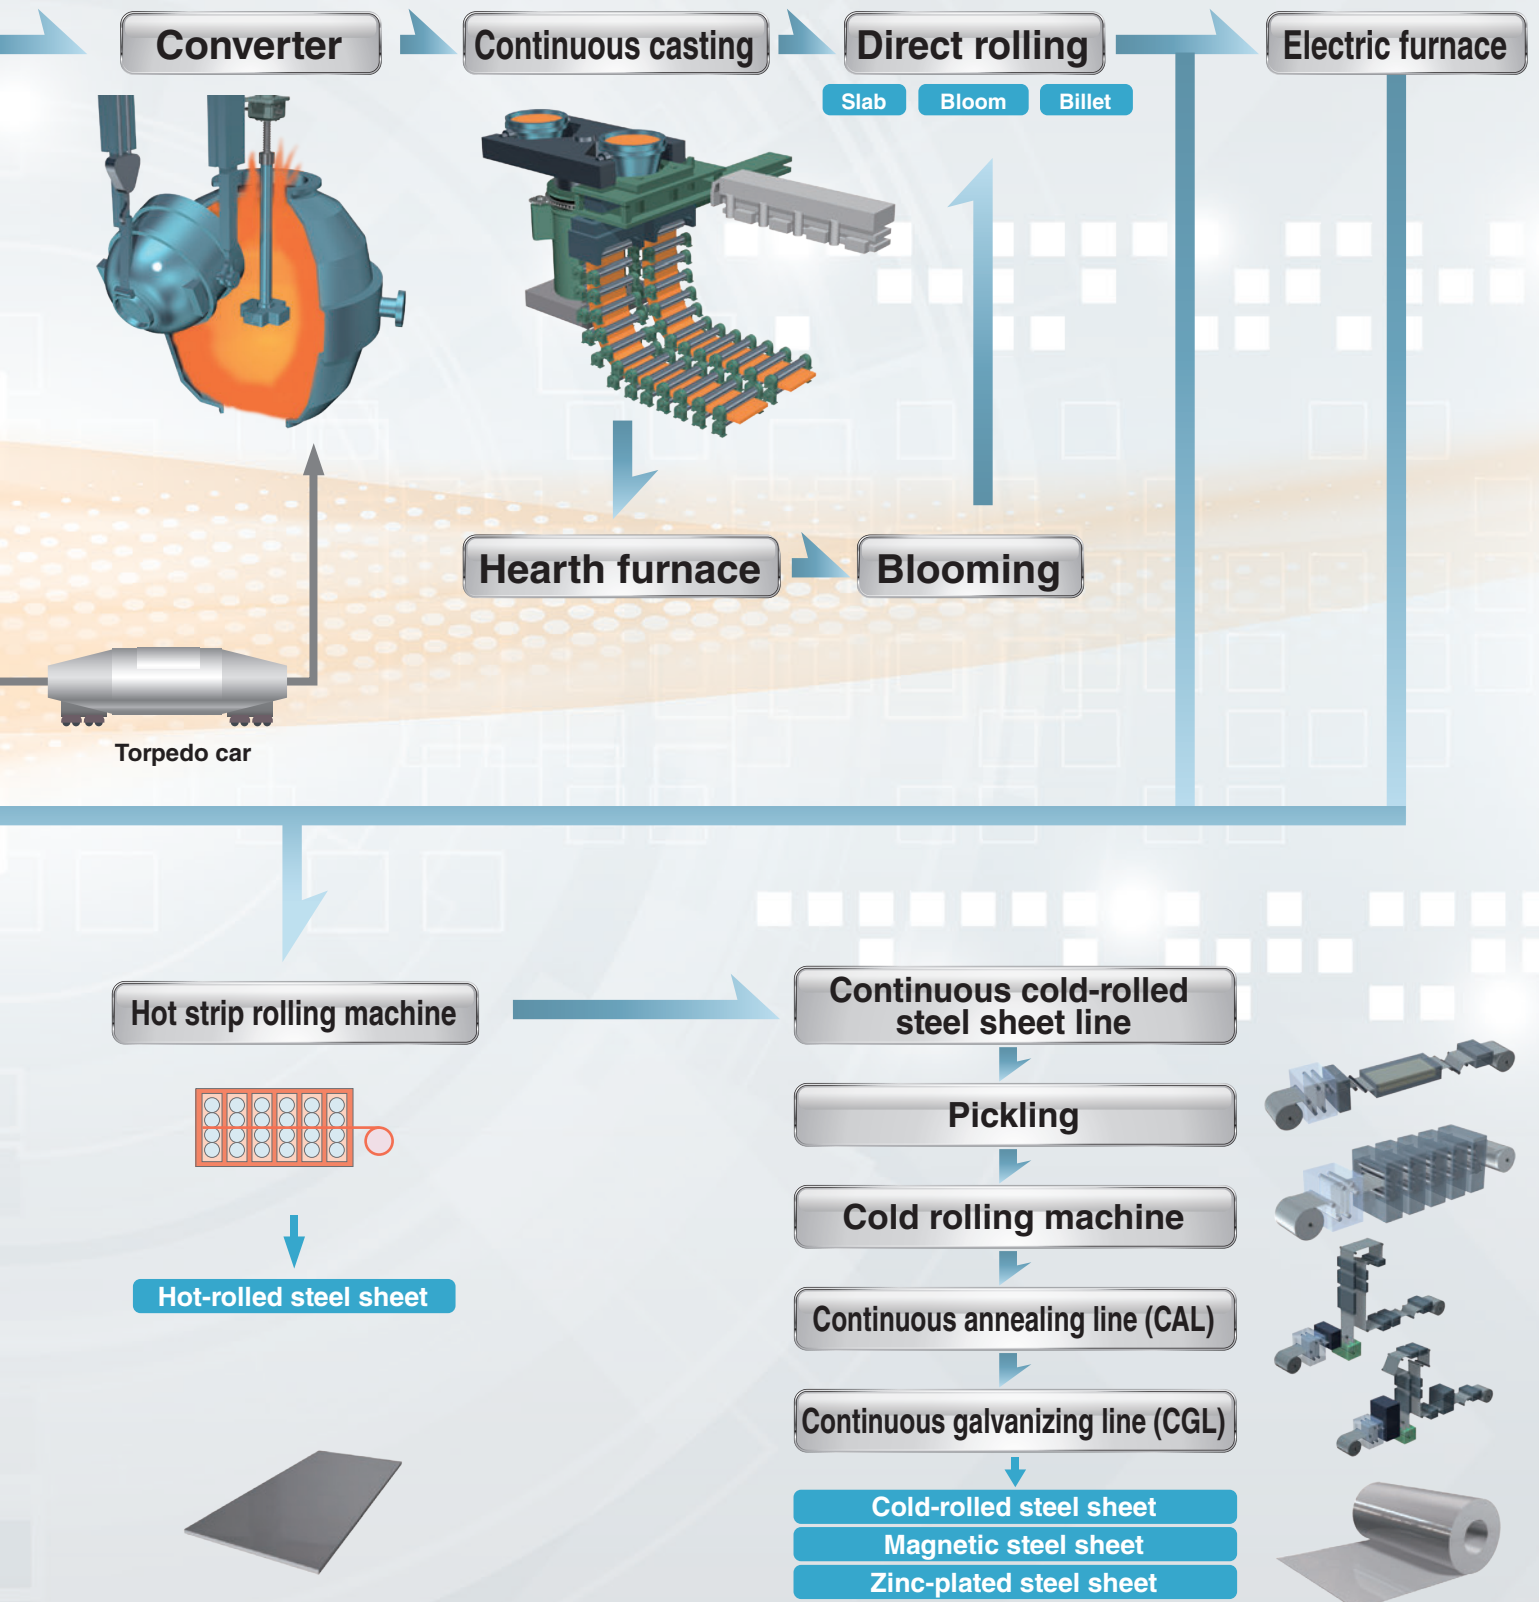 Converter
Continuous casting
Direct rolling
Electric furnace
Slab
Bloom
Billet
Hearth furnace
Blooming
Torpedo car
Hot strip rolling machine
Hot-rolled steel sheet
Continuous cold-rolled
steel sheet line
Pickling
Cold rolling machine
Continuous annealing line (CAL)
Continuous galvanizing line (CGL)
Cold-rolled steel sheet
Magnetic steel sheet
Zinc-plated steel sheet